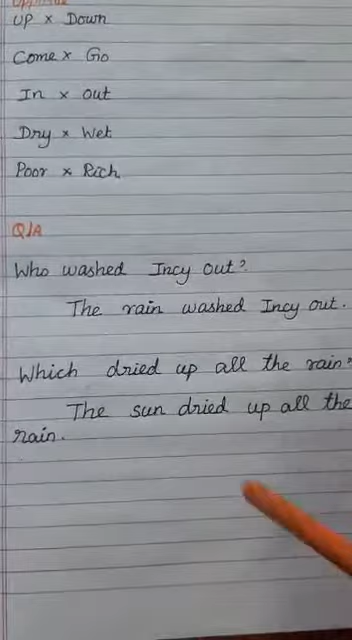 Opposite
UP x Down
Come x Go
In x out
Dry x Wet
Poor x Rich
Q/A
Who washed Incy out?
The rain washed Incy out.
Which dried up all the rain?
The sun dried up all the
rain.